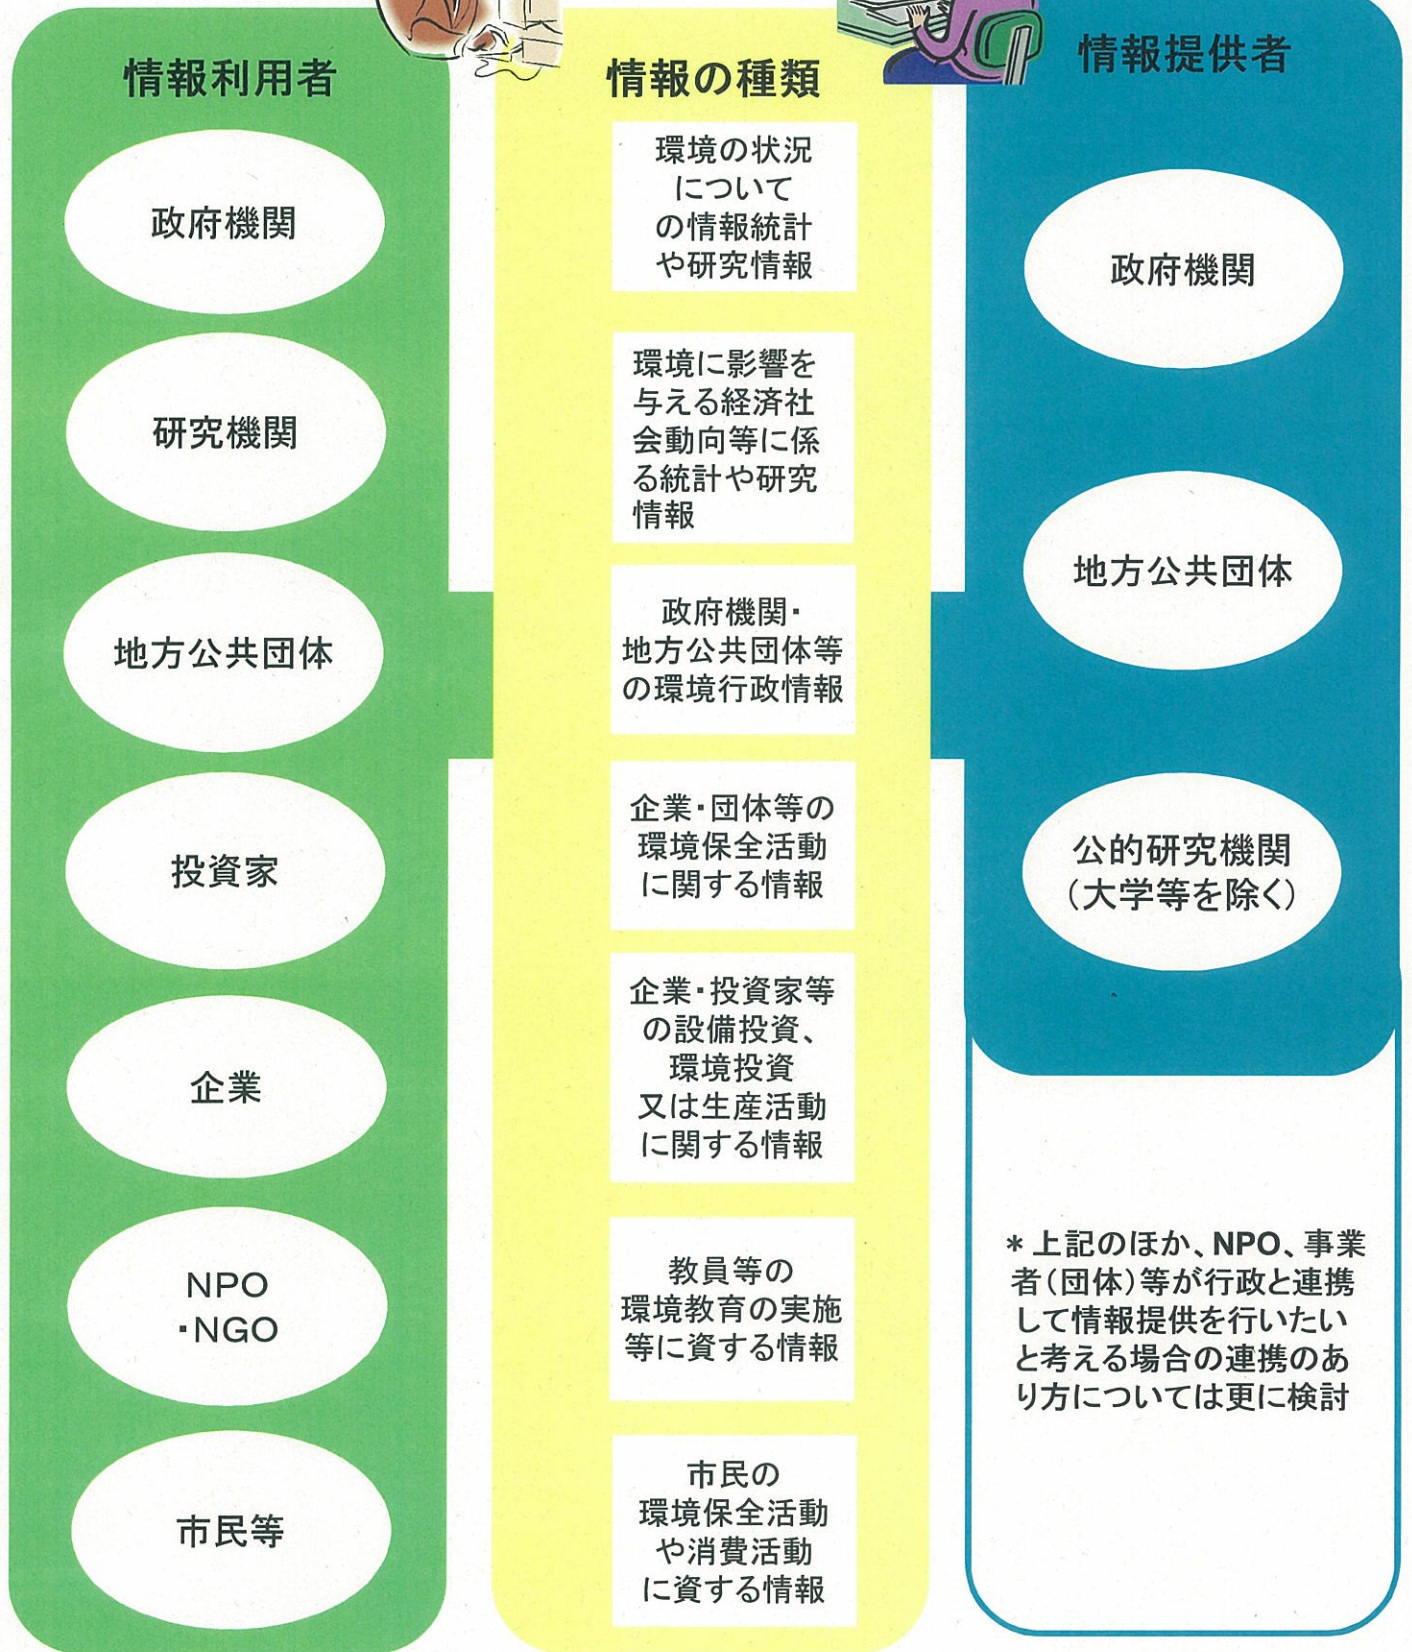 情報利用者
政府機関
研究機関
地方公共団体
投資家
企業
NPO
・NGO
市民等
情報の種類
環境の状況
について
の情報統計
や研究情報
環境に影響を
与える経済社
会動向等に係
る統計や研究
情報
政府機関・
地方公共団体等
の環境行政情報
企業・団体等の
環境保全活動
に関する情報
企業・投資家等
の設備投資、
環境投資
又は生産活動
に関する情報
教員等の
環境教育の実施
等に資する情報
市民の
環境保全活動
や消費活動
に資する情報
情報提供者
政府機関
地方公共団体
公的研究機関
(大学等を除く)
* 上記のほか、NPO、事業
者(団体)等が行政と連携
して情報提供を行いたい
と考える場合の連携のあ
り方については更に検討